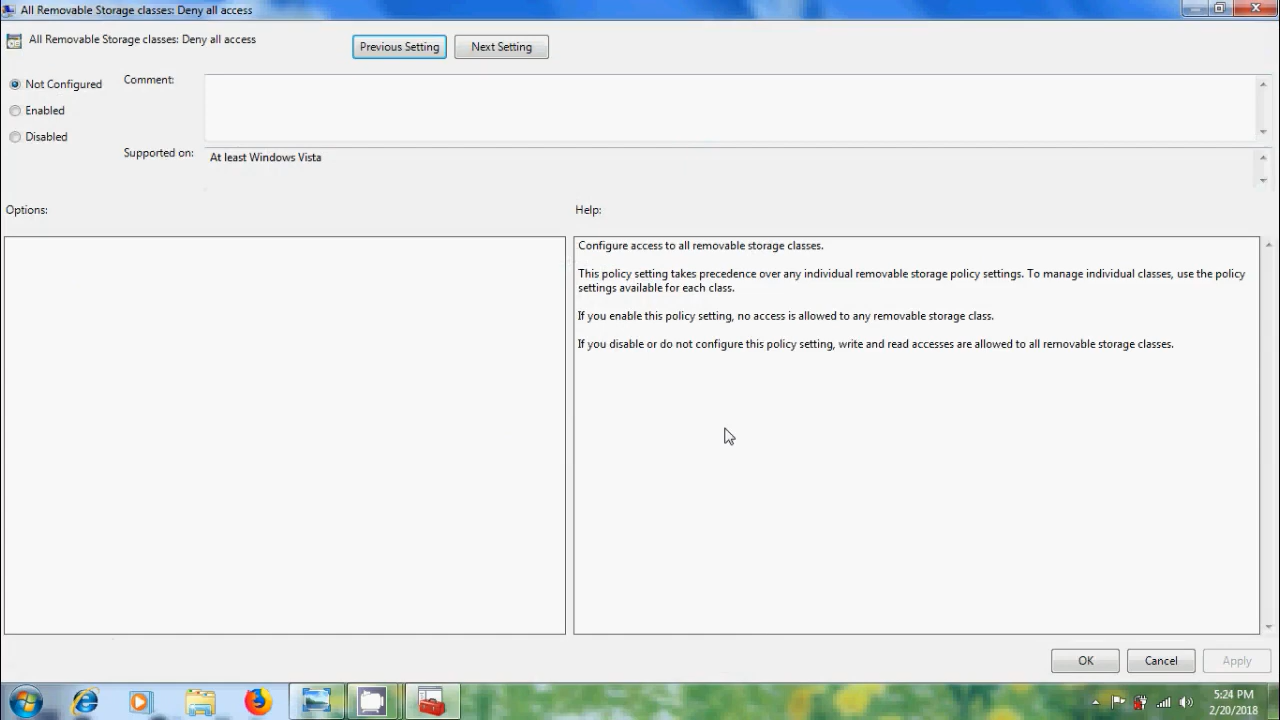 All Removable Storage classes: Deny all access
All Removable Storage classes: Deny all access
Previous Setting
Next Setting
Not Configured
Comment:
Enabled
Disabled
Supported on:
At least Windows Vista
Options:
Help:
Configure access to all removable storage classes.
This policy setting takes precedence over any individual removable storage policy settings. To manage individual classes, use the policy
settings available for each class.
If you enable this policy setting, no access is allowed to any removable storage class.
If you disable or do not configure this policy setting, write and read accesses are allowed to all removable storage classes.
OK
Cancel
Apply
5:24 PM
2/20/2018